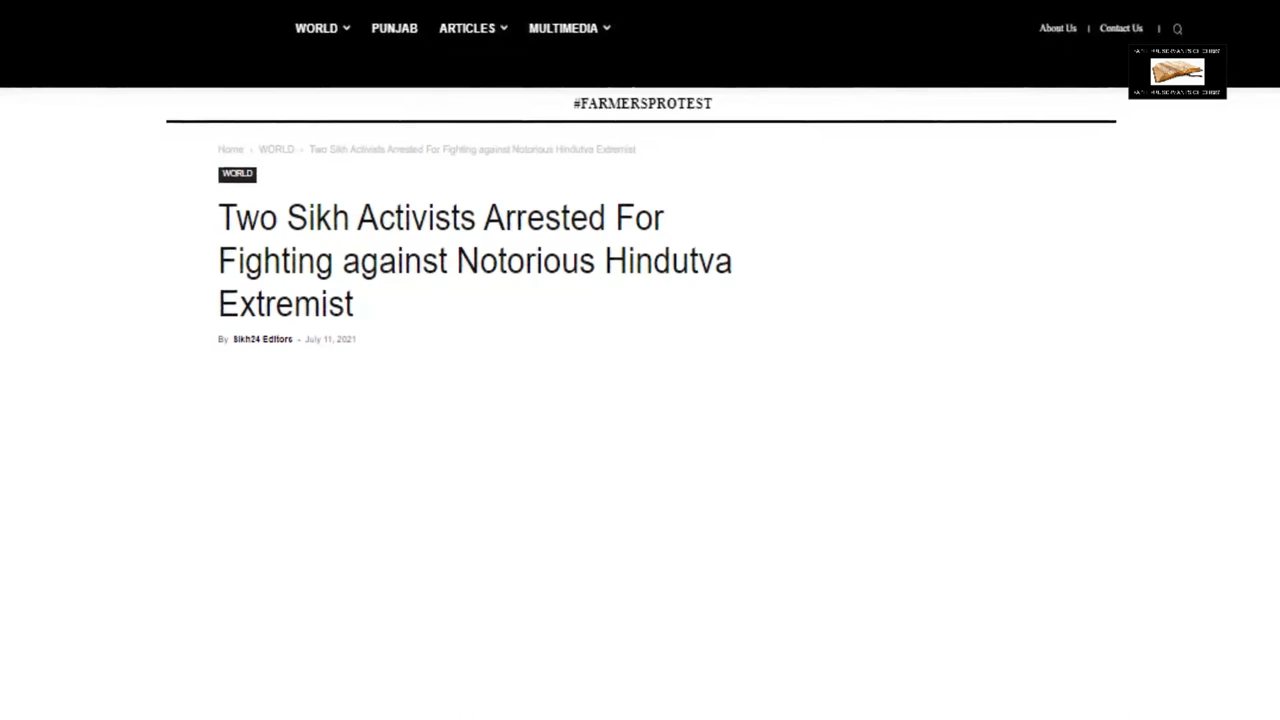 WORLD PUNJAB ARTICLES MULTIMEDIA About Us | Contact Us |
#FARMERSPROTEST
Home › WORLD › Two Sikh Activists Arrested For Fighting against Notorious Hindutva Extremist
WORLD
Two Sikh Activists Arrested For
Fighting against Notorious Hindutva
Extremist
By Sikh24 Editors - July 11, 2021